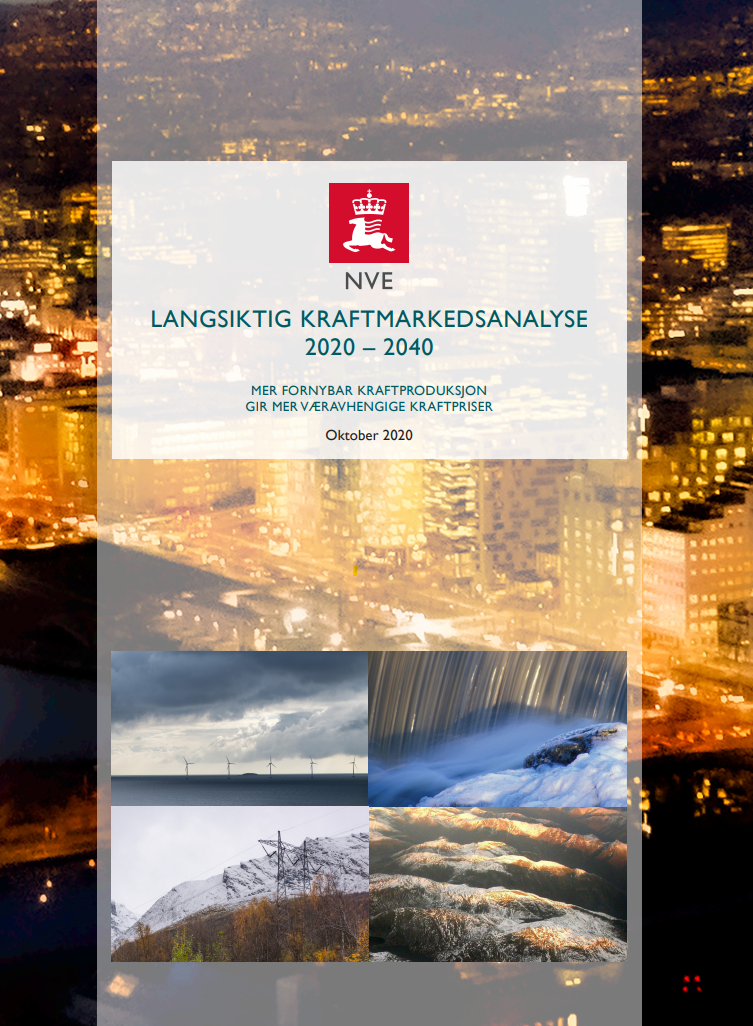 NVE
LANGSIKTIG KRAFTMARKEDSANALYSE
2020 – 2040
MER FORNYBAR KRAFTPRODUKSJON
GIR MER VÆRAVHENGIGE KRAFTPRISER
Oktober 2020